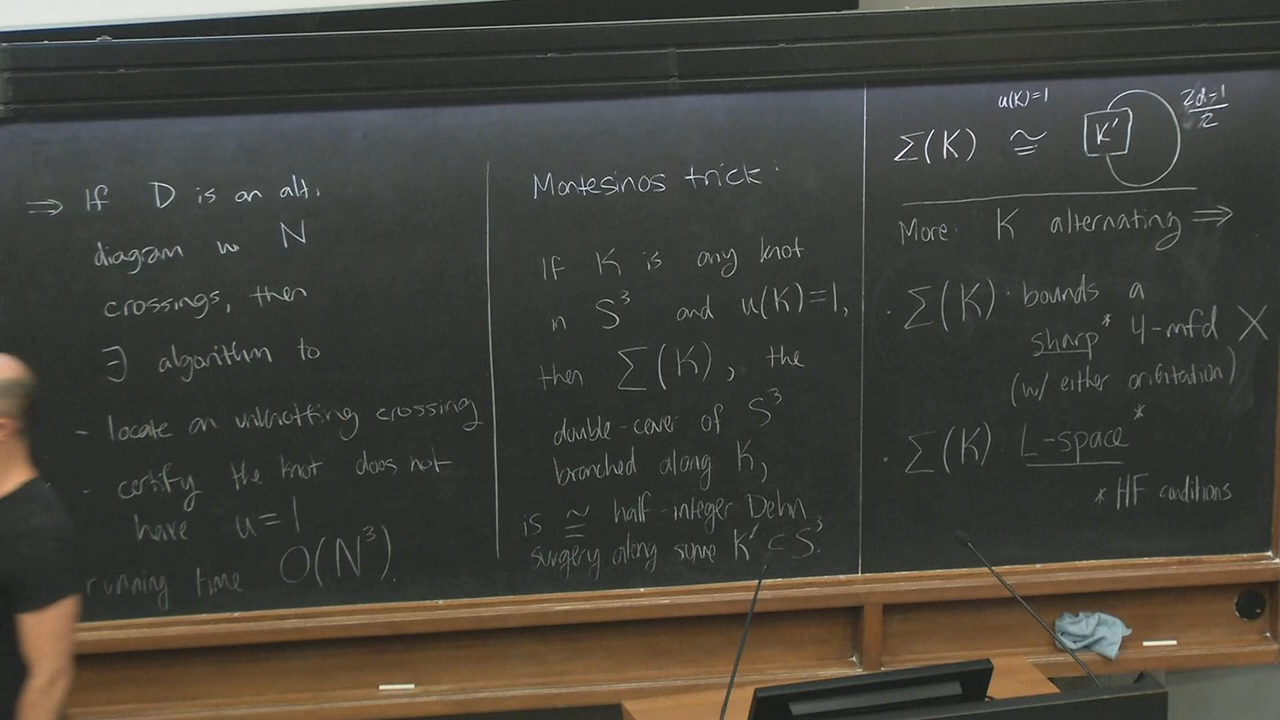 ⇒ If D is an alt.
diagram w N
crossings, then
∃ algorithm to
- locate an unknotting crossing
- certify the knot does not
have u=1
running time O(N³).
Montesinos trick:
If K is any knot
in S³ and u(K)=1,
then Σ(K), the
double-cover of S³
branched along K,
is ≅ half-integer Dehn
surgery along some K' ⊂ S³.
u(K)=1
Σ(K) ≅ K'
More: K alternating ⇒
· Σ(K) · bounds a
sharp* 4-mfd X
(w/ either orientation)
· Σ(K) · L-space*
* HF conditions